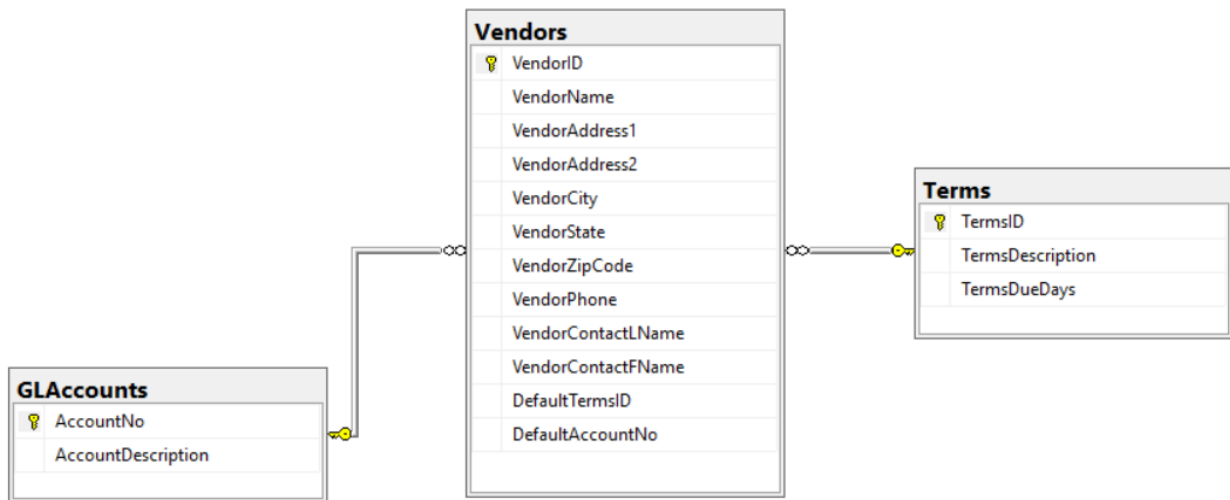 Vendors
VendorID
VendorName
VendorAddress1
VendorAddress2
VendorCity
VendorState
VendorZipCode
VendorPhone
VendorContactLName
VendorContactFName
DefaultTermsID
DefaultAccountNo
Terms
TermsID
TermsDescription
TermsDueDays
GLAccounts
AccountNo
AccountDescription